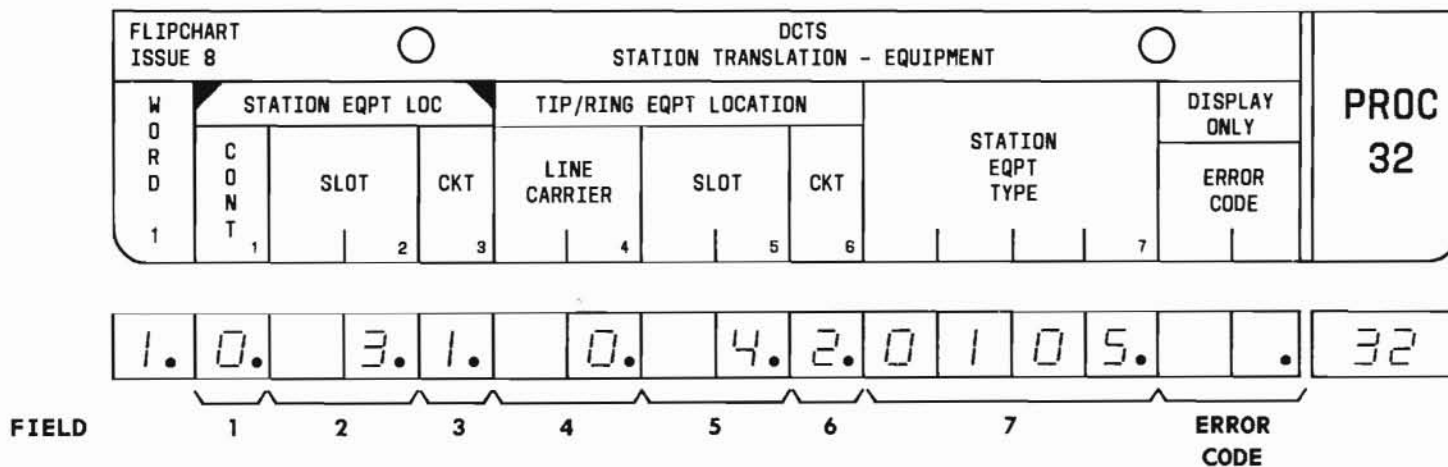 FLIPCHART
ISSUE 8
DCTS
STATION TRANSLATION - EQUIPMENT
PROC
32
WORD
1
STATION EQPT LOC
TIP/RING EQPT LOCATION
STATION
EQPT
TYPE
7
DISPLAY
ONLY
CONT
1
SLOT
2
CKT
3
LINE
CARRIER
4
SLOT
5
CKT
6
ERROR
CODE
1. 0. 3. 1. 0. 4. 2. 0 1 0 5. . 32
FIELD 1 2 3 4 5 6 7 ERROR
CODE